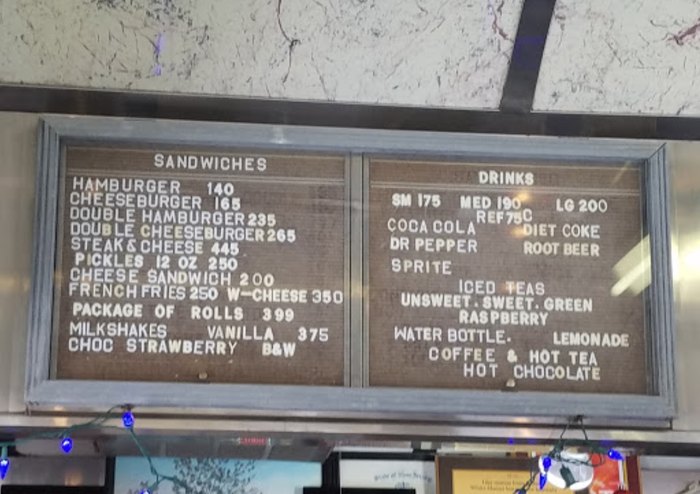 SANDWICHES
HAMBURGER 140
CHEESEBURGER 165
DOUBLE HAMBURGER 235
DOUBLE CHEESEBURGER 265
STEAK & CHEESE 445
PICKLES 12 OZ 250
CHEESE SANDWICH 200
FRENCH FRIES 250 W-CHEESE 350
PACKAGE OF ROLLS 399
MILKSHAKES VANILLA 375
CHOC STRAWBERRY B&W
DRINKS
SM 175 MED 190 LG 200
REF 75C
COCA COLA DIET COKE
DR PEPPER ROOT BEER
SPRITE
ICED TEAS
UNSWEET. SWEET. GREEN
RASPBERRY
WATER BOTTLE. LEMONADE
COFFEE & HOT TEA
HOT CHOCOLATE